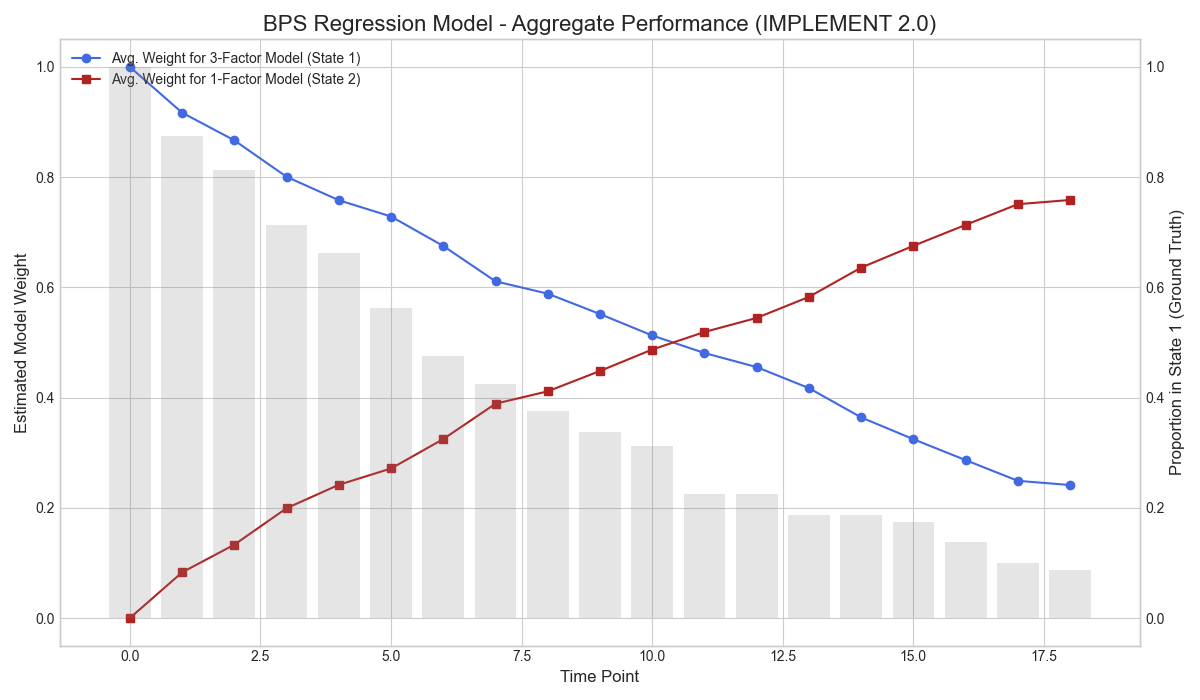 BPS Regression Model - Aggregate Performance (IMPLEMENT 2.0)
Avg. Weight for 3-Factor Model (State 1)
Avg. Weight for 1-Factor Model (State 2)
Estimated Model Weight
1.0
0.8
0.6
0.4
0.2
0.0
1.0
0.8
0.6
0.4
0.2
0.0
Proportion in State 1 (Ground Truth)
0.0 2.5 5.0 7.5 10.0 12.5 15.0 17.5
Time Point